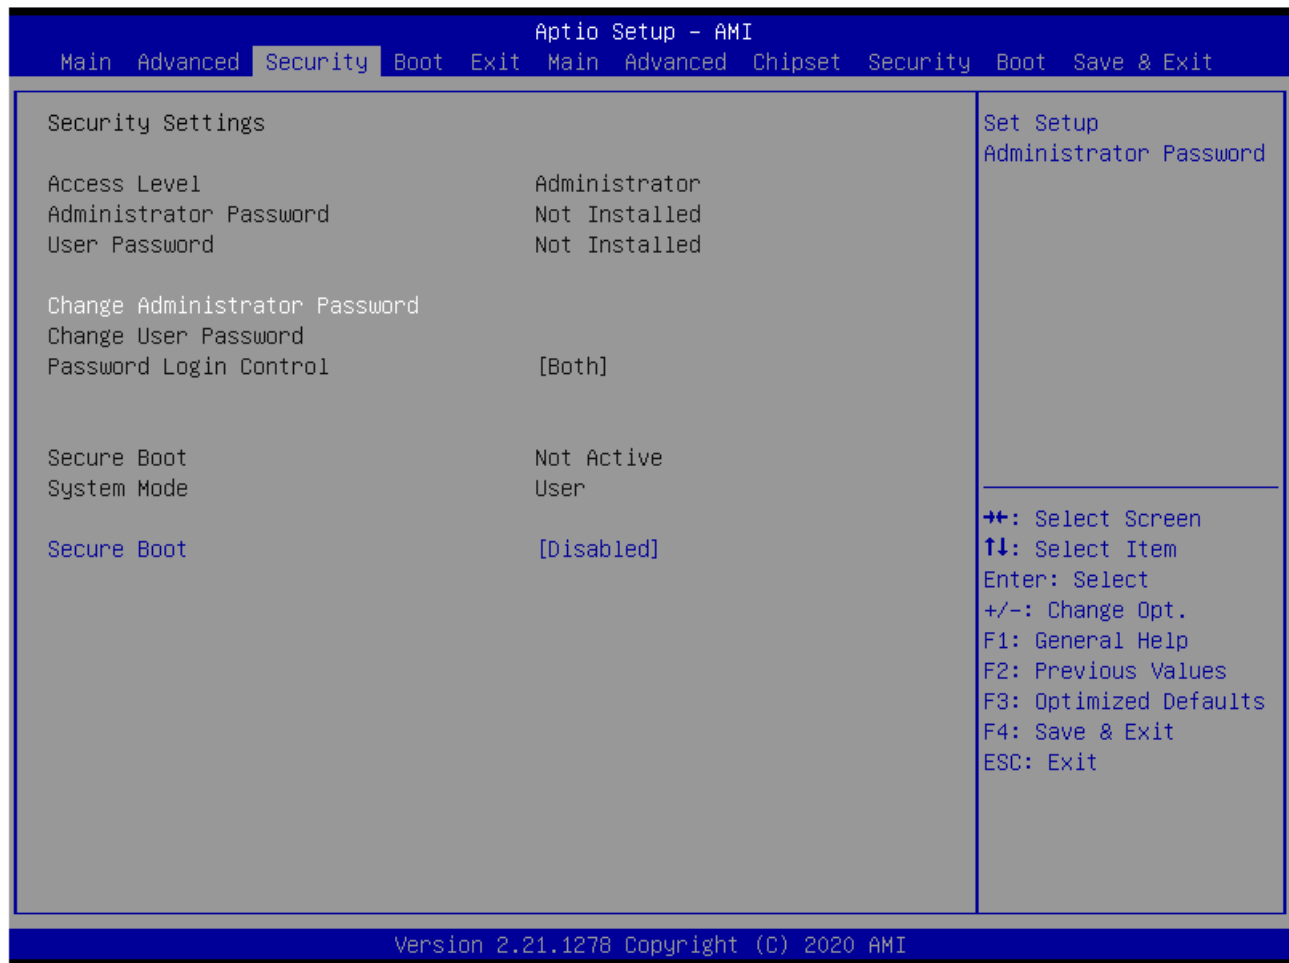 Aptio Setup – AMI
Main Advanced Security Boot Exit Main Advanced Chipset Security Boot Save & Exit
Security Settings
Access Level Administrator
Administrator Password Not Installed
User Password Not Installed
Change Administrator Password
Change User Password
Password Login Control [Both]
Secure Boot Not Active
System Mode User
Secure Boot [Disabled]
Set Setup
Administrator Password
→←: Select Screen
↑↓: Select Item
Enter: Select
+/-: Change Opt.
F1: General Help
F2: Previous Values
F3: Optimized Defaults
F4: Save & Exit
ESC: Exit
Version 2.21.1278 Copyright (C) 2020 AMI